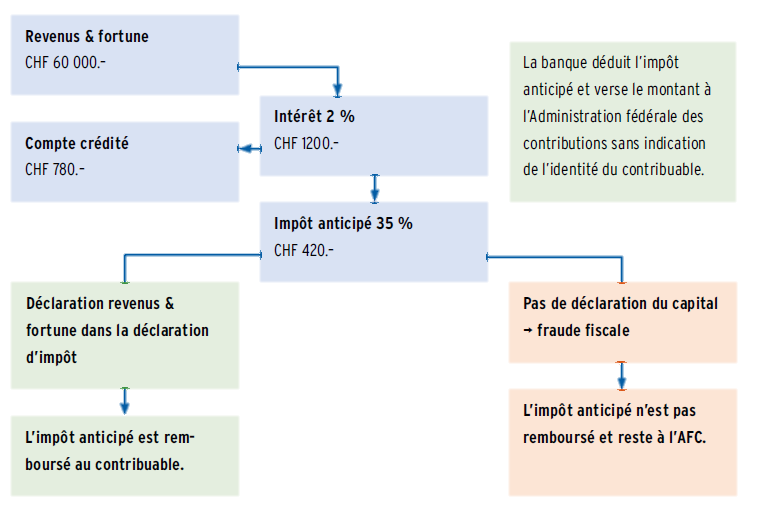 Revenus & fortune
CHF 60 000.–
La banque déduit l’impôt
anticipé et verse le montant à
l’Administration fédérale des
contributions sans indication
de l’identité du contribuable.
Intérêt 2 %
CHF 1200.–
Compte crédité
CHF 780.–
Impôt anticipé 35 %
CHF 420.–
Déclaration revenus &
fortune dans la déclaration
d’impôt
Pas de déclaration du capital
→ fraude fiscale
L’impôt anticipé est rem-
boursé au contribuable.
L’impôt anticipé n’est pas
remboursé et reste à l’AFC.